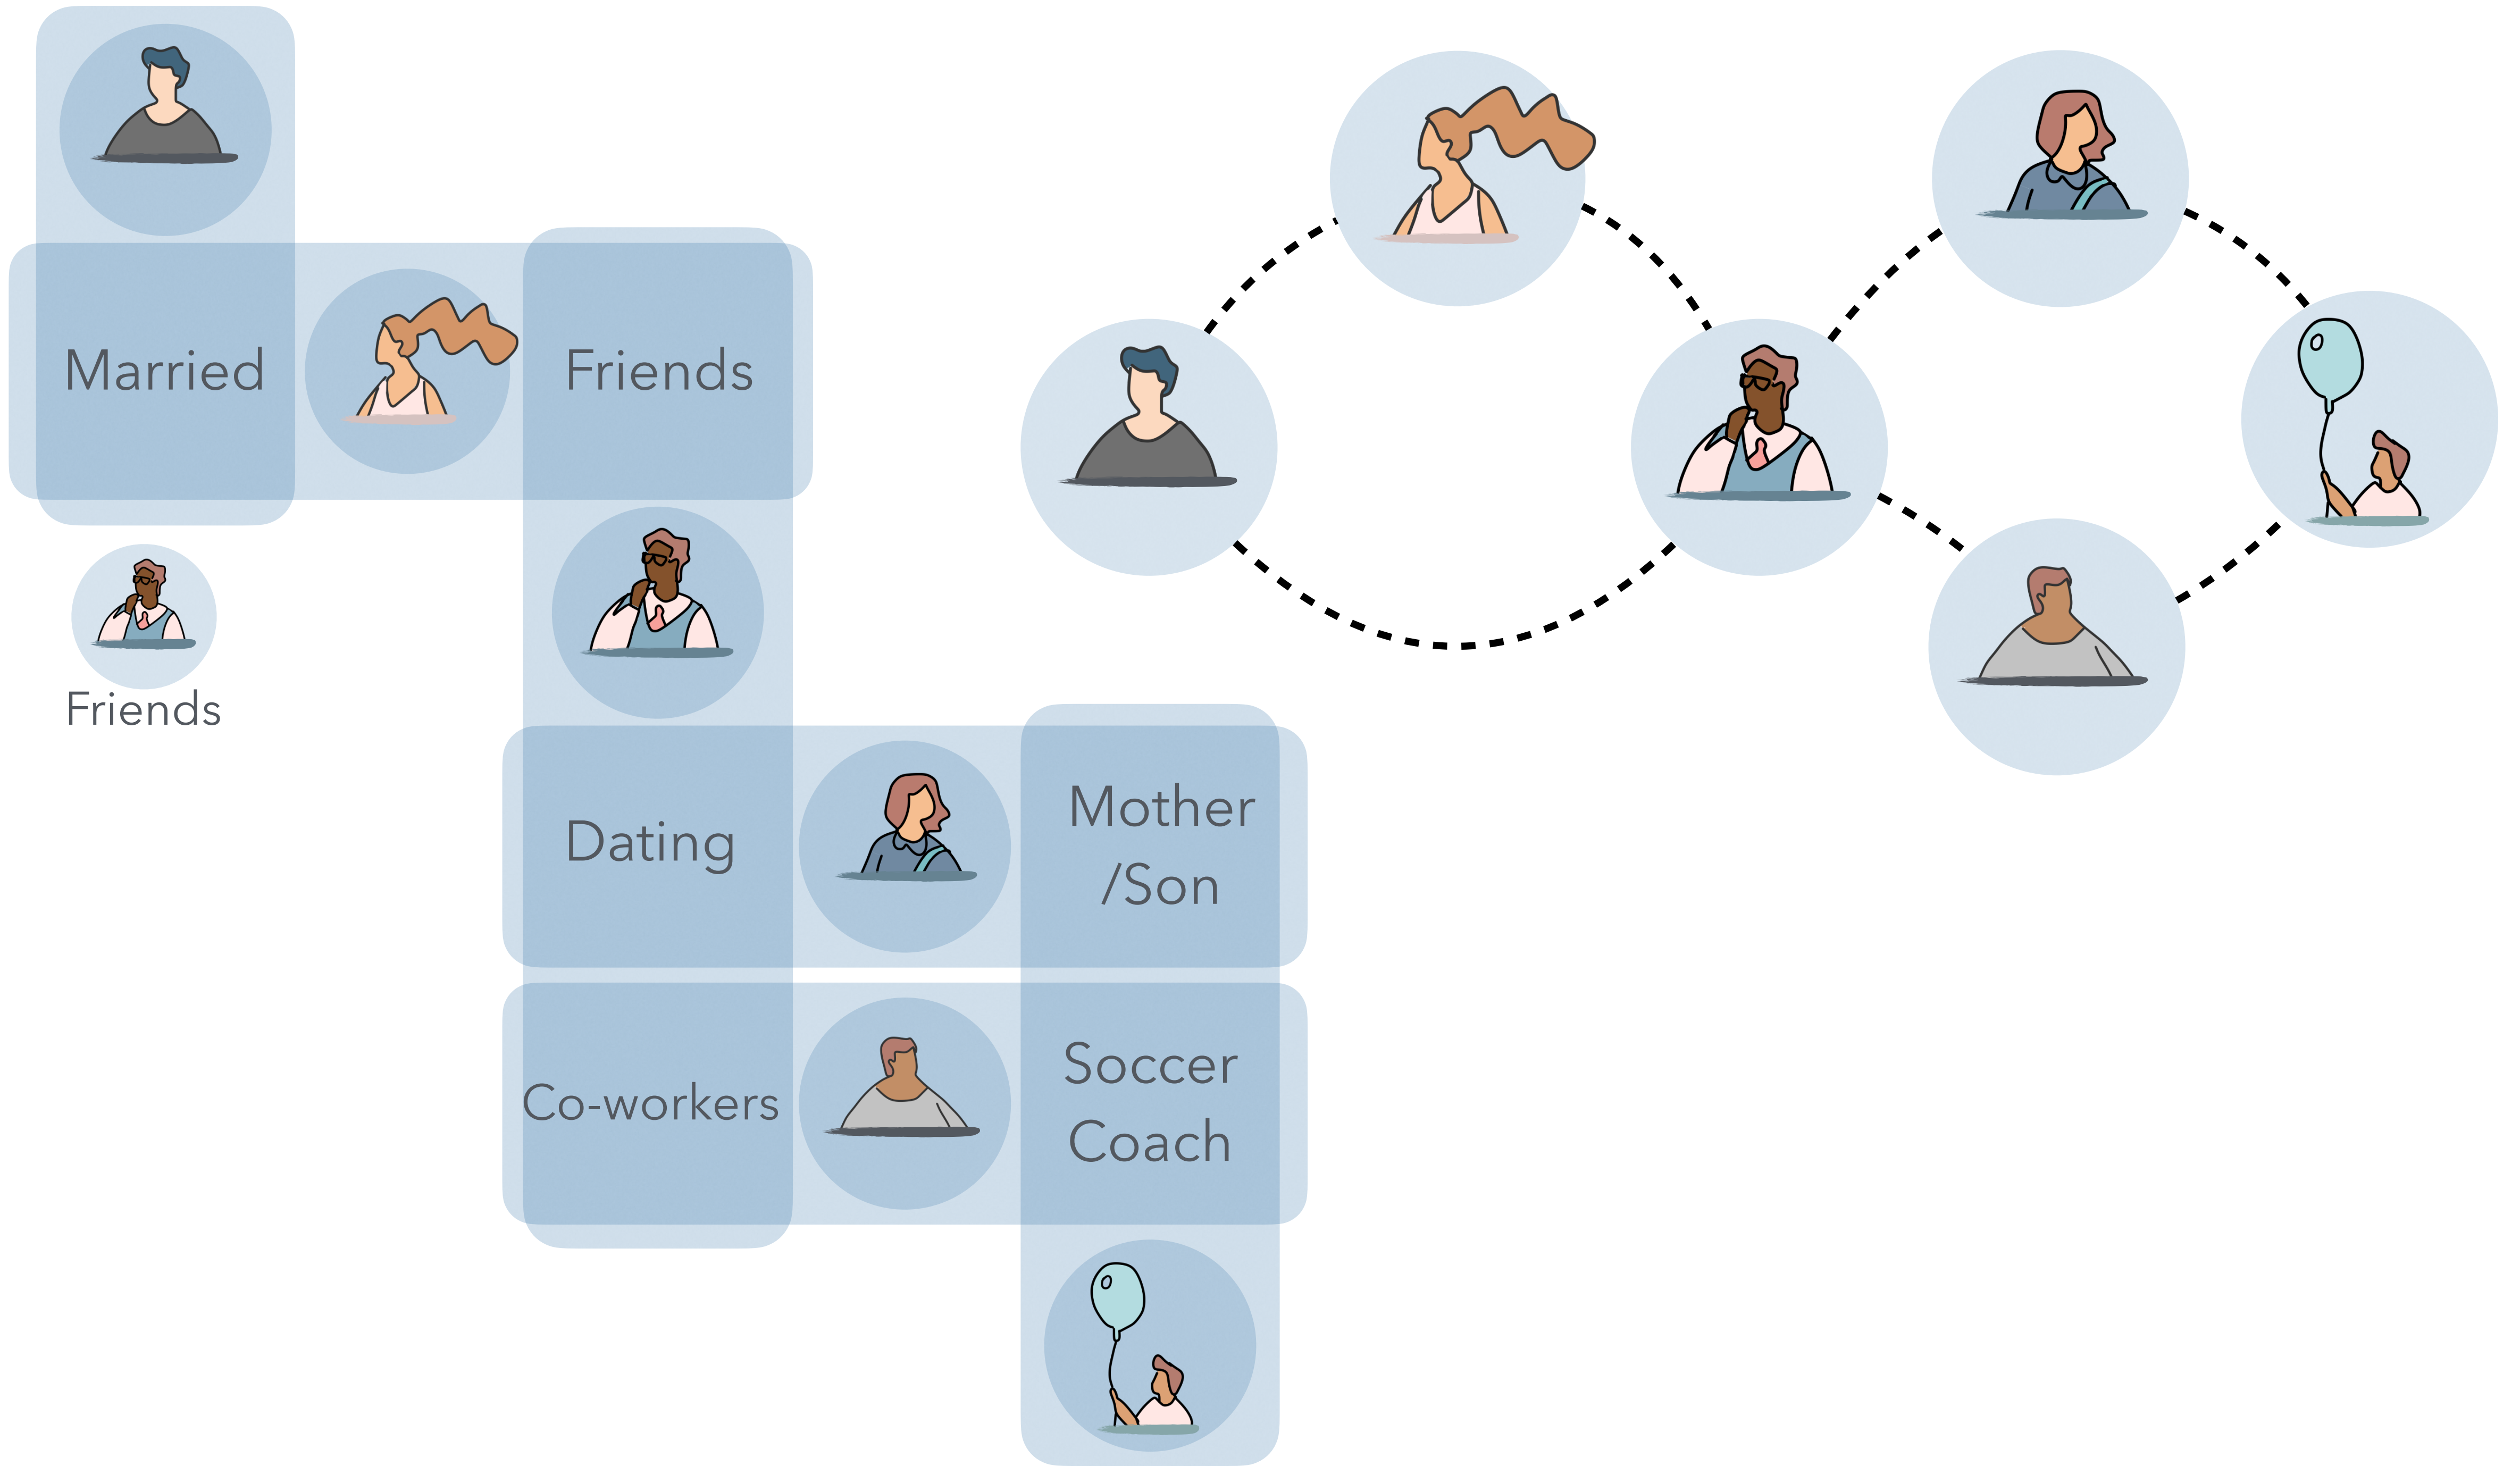 Married
Friends
Friends
Dating
Mother
/Son
Co-workers
Soccer
Coach